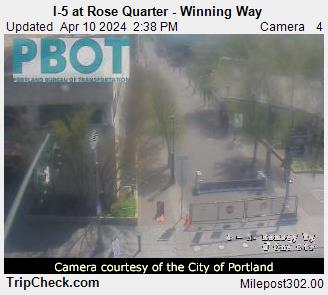 I-5 at Rose Quarter - Winning Way
Updated Apr 10 2024 2:38 PM Camera 4
PBOT
PORTLAND BUREAU OF TRANSPORTATION
Camera courtesy of the City of Portland
TripCheck.com Milepost302.00